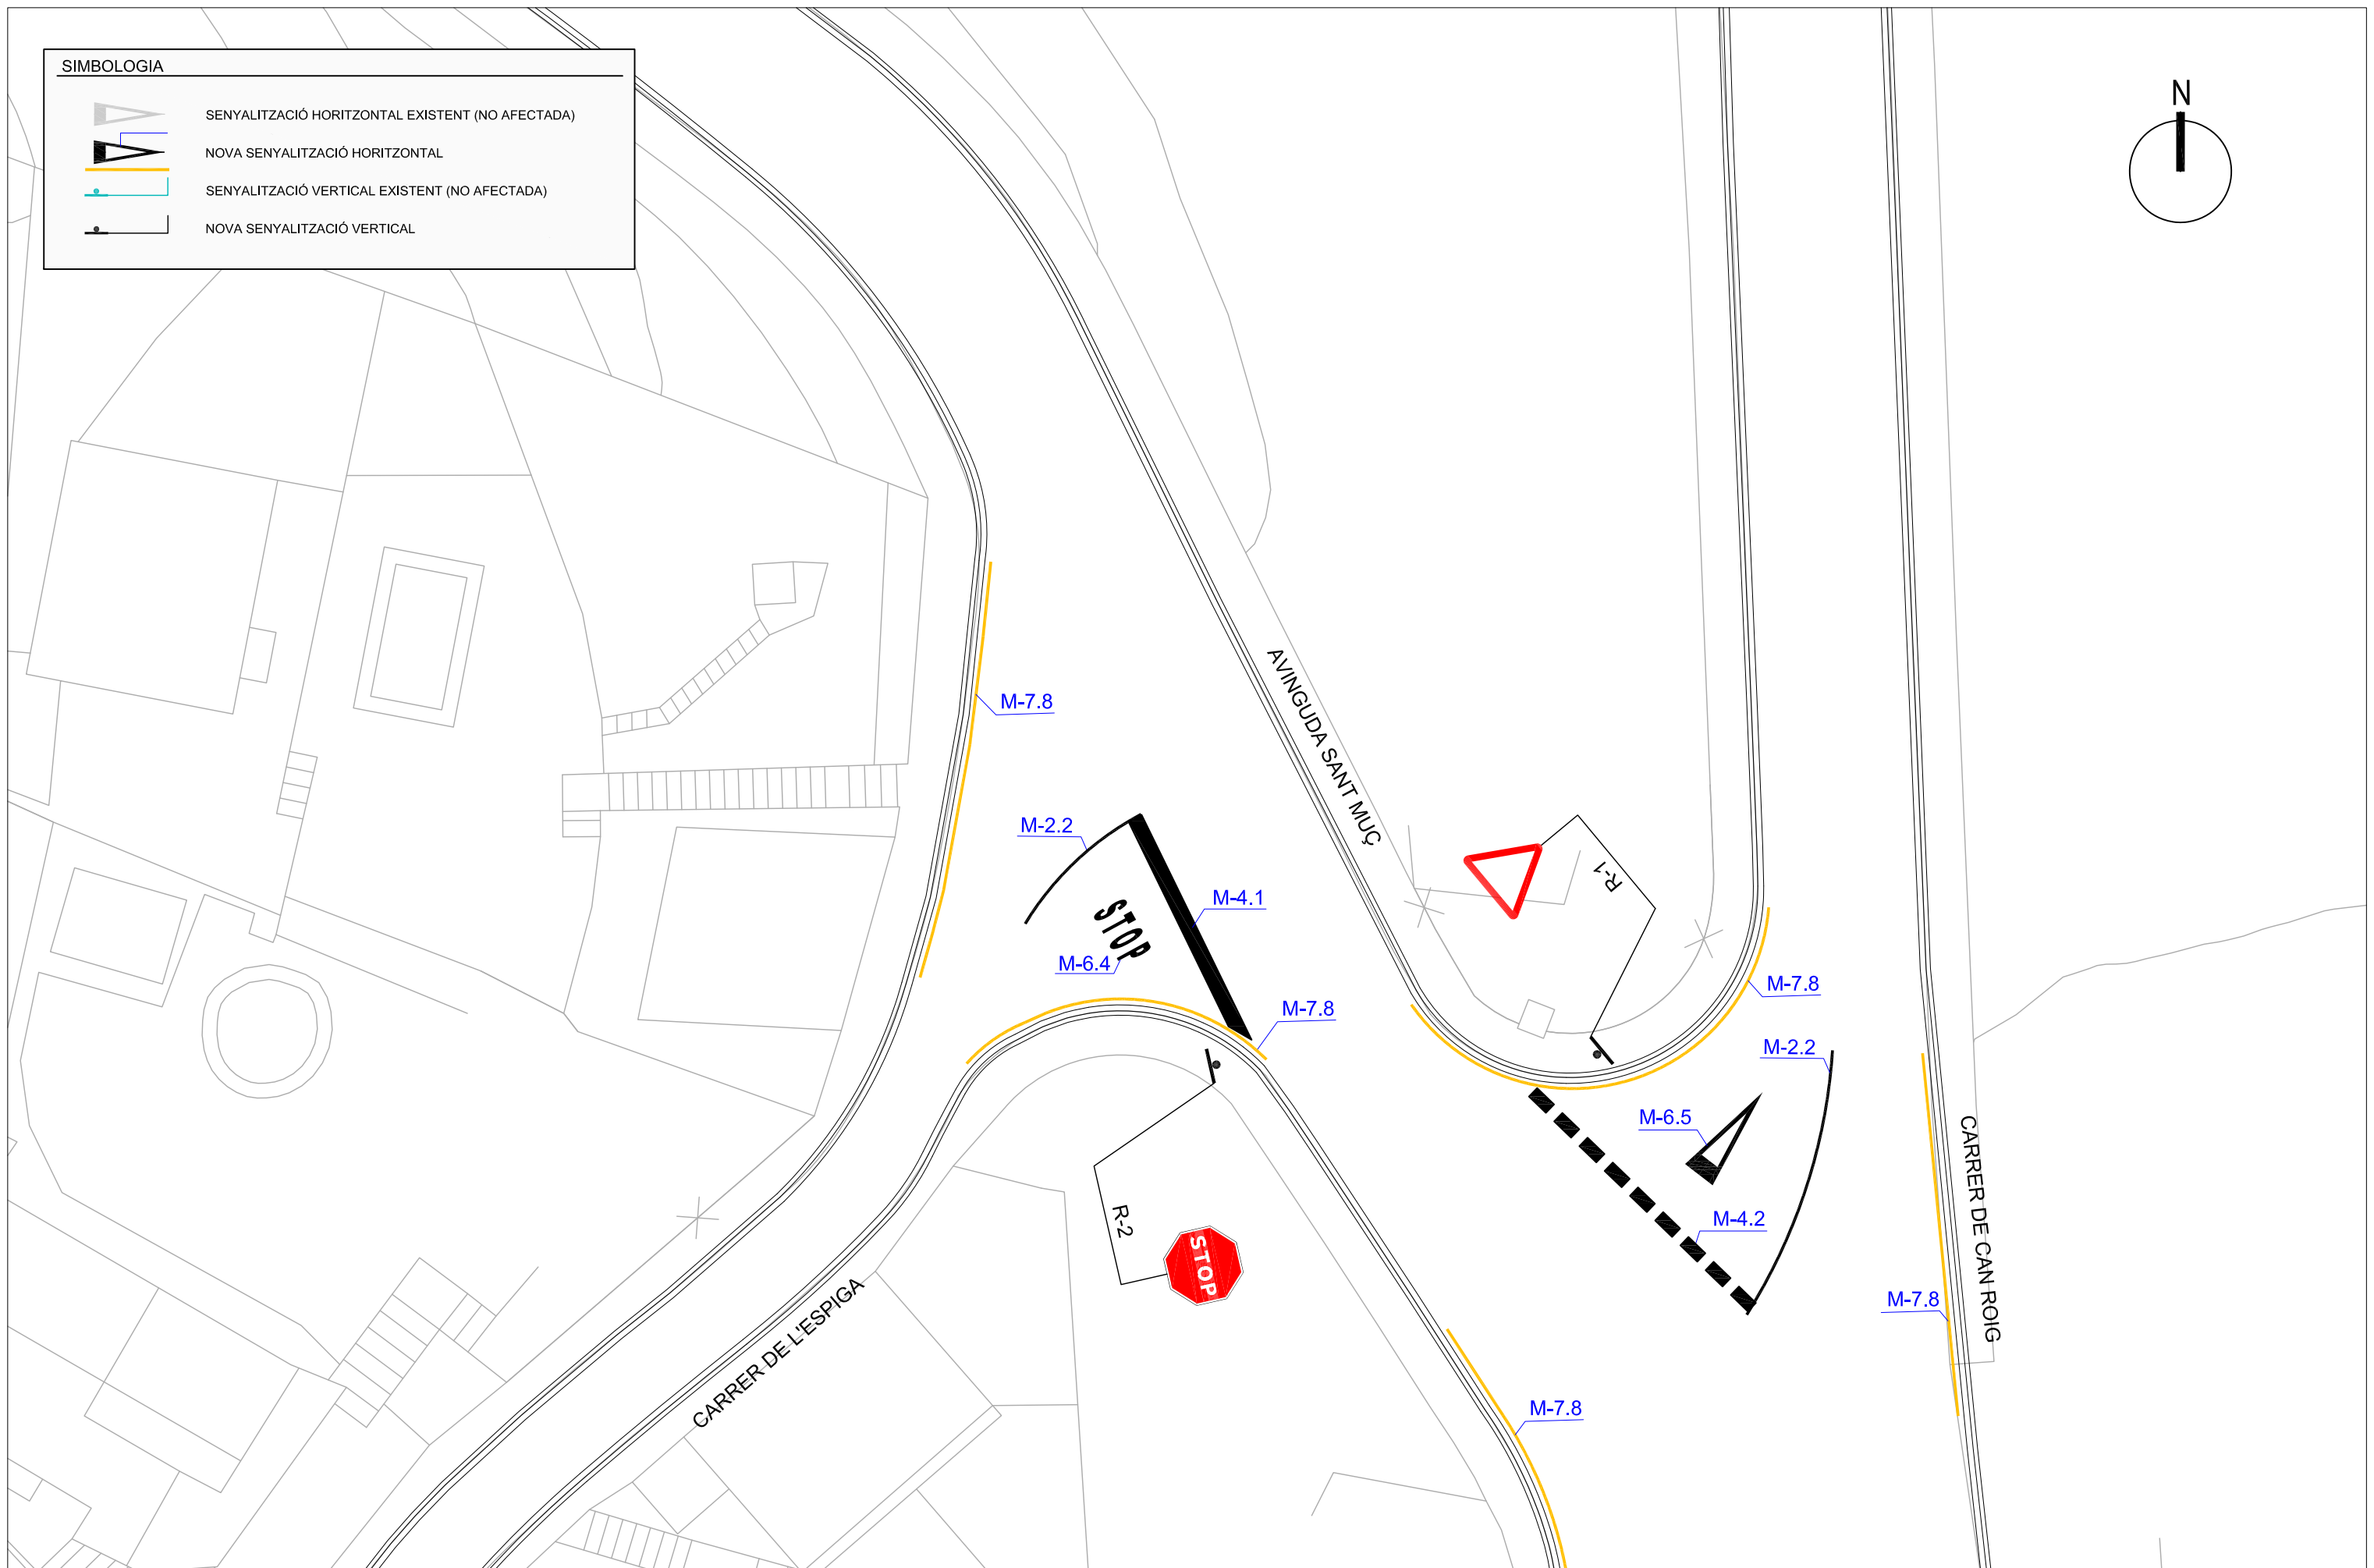 SIMBOLOGIA
SENYALITZACIÓ HORITZONTAL EXISTENT (NO AFECTADA)
NOVA SENYALITZACIÓ HORITZONTAL
SENYALITZACIÓ VERTICAL EXISTENT (NO AFECTADA)
NOVA SENYALITZACIÓ VERTICAL
N
M-7.8
AVINGUDA SANT MUÇ
M-2.2
M-4.1
STOP
M-6.4
M-7.8
R-1
M-7.8
M-2.2
M-6.5
M-4.2
CARRER DE CAN ROIG
M-7.8
R-2
STOP
CARRER DE L'ESPIGA
M-7.8